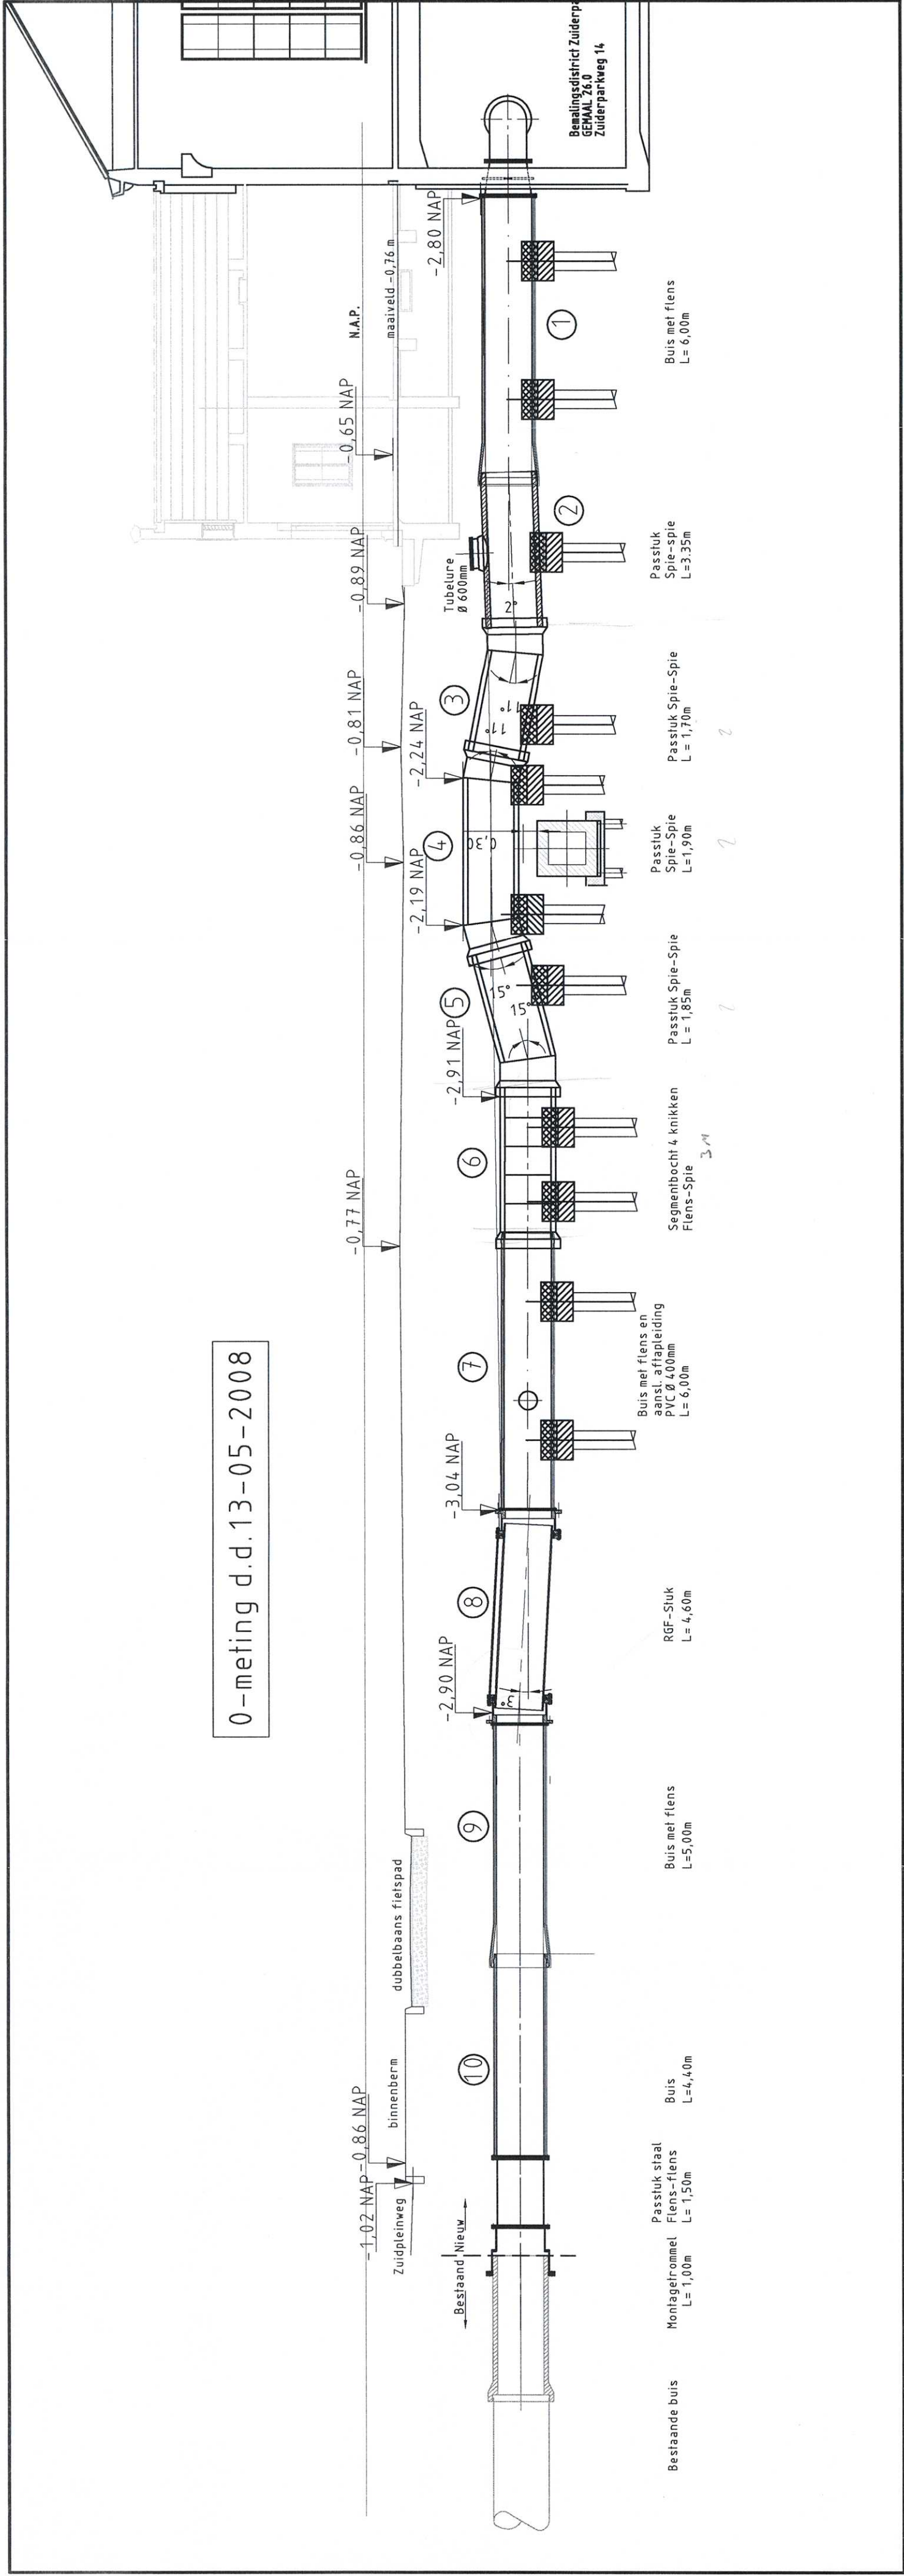 0-meting d.d.13-05-2008
-1,02 NAP
-0,86 NAP
-0,77 NAP
-0,86 NAP
-0,81 NAP
-0,89 NAP
-0,65 NAP
N.A.P.
maaiveld -0,76 m
Zuidpleinweg
binnenberm
dubbelbaans fietspad
Bestaand
Nieuw
-2,90 NAP
-3,04 NAP
-2,91 NAP
-2,19 NAP
-2,24 NAP
-2,80 NAP
Tubelure
Ø 600mm
10
9
8
7
6
5
4
3
2
1
3°
15°
15°
0,30
11°
11°
2°
Bestaande buis
Montagetrommel
L= 1,00m
Passtuk staal
Flens-flens
L= 1,50m
Buis
L=4,40m
Buis met flens
L=5,00m
RGF-Stuk
L= 4,60m
Buis met flens en
aansl. aftapleiding
PVC Ø 400mm
L= 6,00m
Segmentbocht 4 knikken
Flens-Spie
3 M
Passtuk Spie-Spie
L = 1,85m
2
Passtuk
Spie-Spie
L=1,90m
2
Passtuk Spie-Spie
L = 1,70m
2
Passtuk
Spie-spie
L=3.35m
Buis met flens
L= 6,00m
Bemalingsdistrict Zuiderpa
GEMAAL 26.0
Zuiderparkweg 14